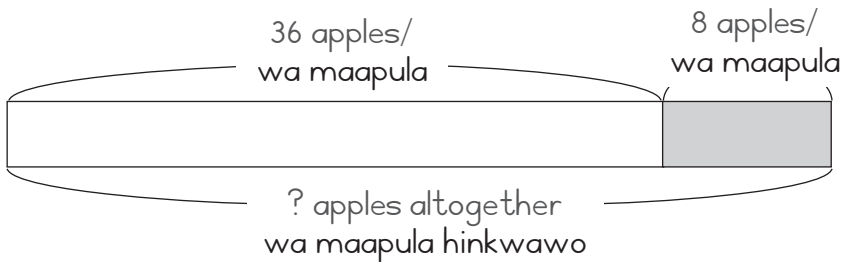 36 apples/
wa maapula
8 apples/
wa maapula
? apples altogether
wa maapula hinkwawo